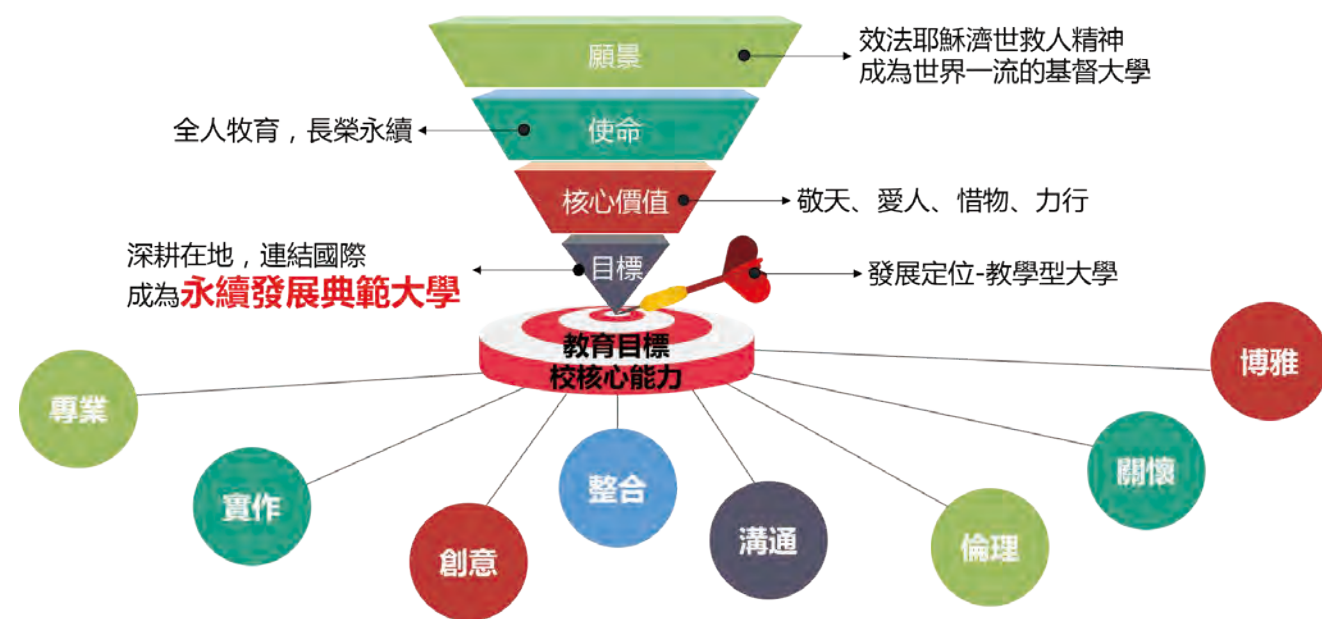 願景
效法耶穌濟世救人精神
成為世界一流的基督大學
使命
全人牧育，長榮永續
核心價值
敬天、愛人、惜物、力行
目標
深耕在地，連結國際
成為永續發展典範大學
發展定位-教學型大學
教育目標
校核心能力
專業
實作
創意
整合
溝通
倫理
關懷
博雅